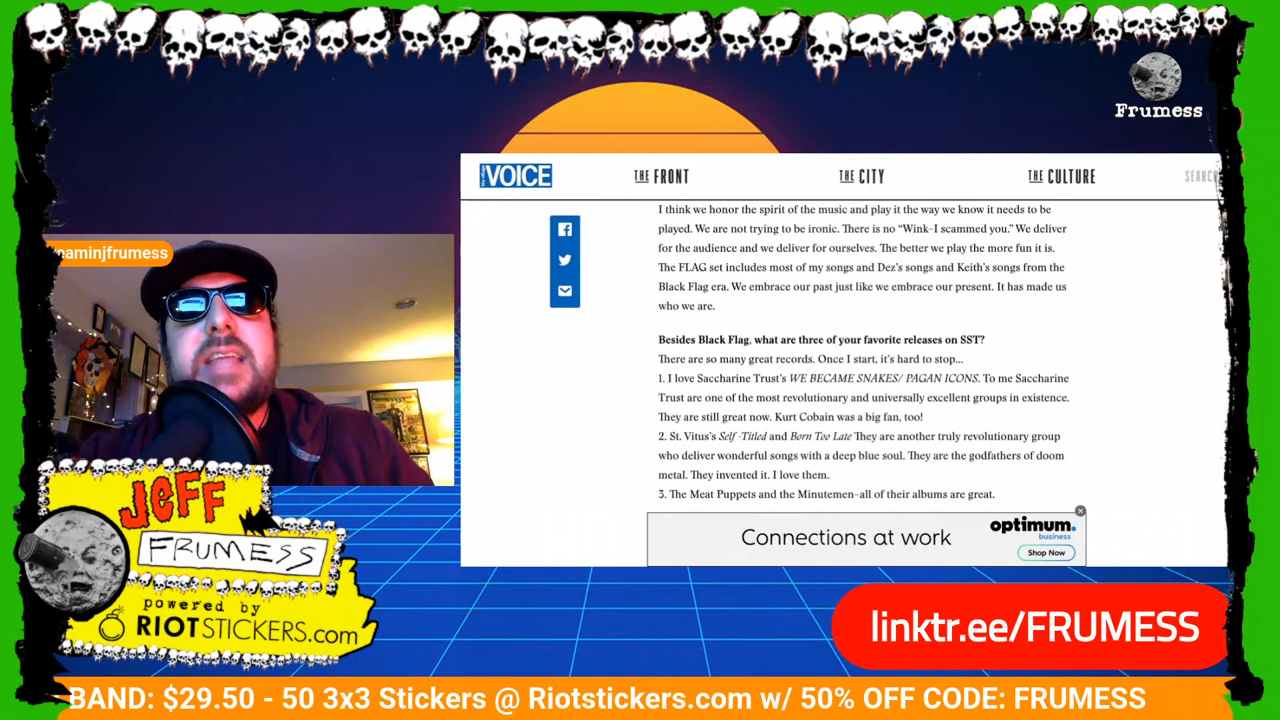 Frumess
the village VOICE
THE FRONT
THE CITY
THE CULTURE
SEARC
I think we honor the spirit of the music and play it the way we know it needs to be
played. We are not trying to be ironic. There is no “Wink–I scammed you.” We deliver
for the audience and we deliver for ourselves. The better we play the more fun it is.
The FLAG set includes most of my songs and Dez’s songs and Keith’s songs from the
Black Flag era. We embrace our past just like we embrace our present. It has made us
who we are.
Besides Black Flag, what are three of your favorite releases on SST?
There are so many great records. Once I start, it’s hard to stop…
1. I love Saccharine Trust’s WE BECAME SNAKES/ PAGAN ICONS. To me Saccharine
Trust are one of the most revolutionary and universally excellent groups in existence.
They are still great now. Kurt Cobain was a big fan, too!
2. St. Vitus’s Self -Titled and Born Too Late They are another truly revolutionary group
who deliver wonderful songs with a deep blue soul. They are the godfathers of doom
metal. They invented it. I love them.
3. The Meat Puppets and the Minutemen–all of their albums are great.
Connections at work
optimum.
business
Shop Now
eaminjfrumess
JEFF
FRUMESS
powered by
RIOTSTICKERS.com
linktr.ee/FRUMESS
BAND: $29.50 - 50 3x3 Stickers @ Riotstickers.com w/ 50% OFF CODE: FRUMESS